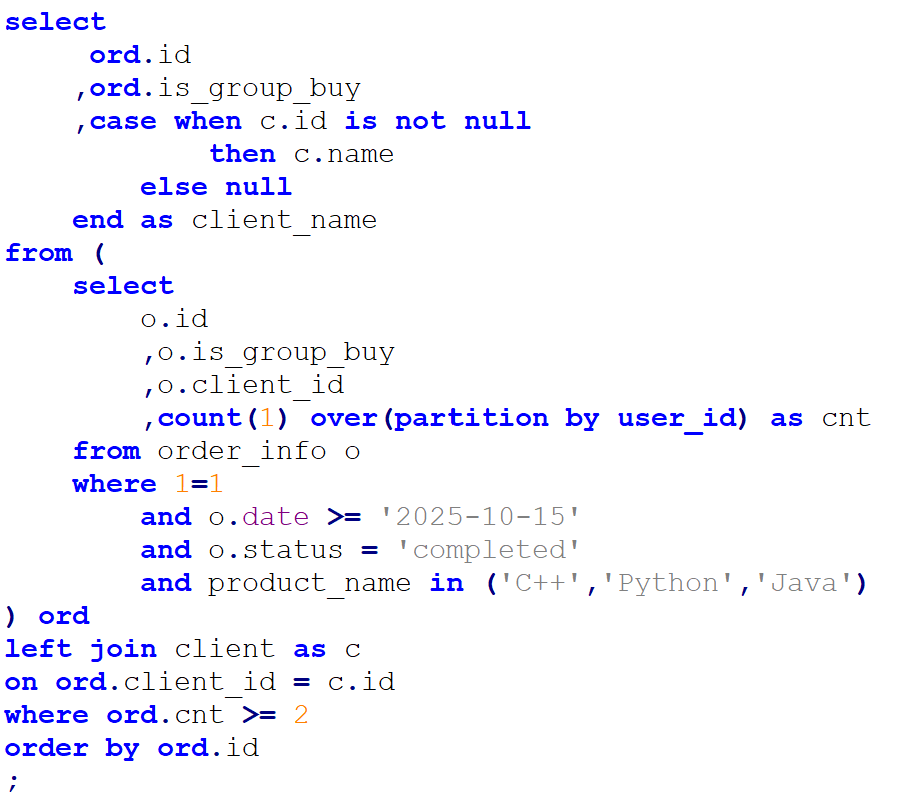 select
     ord.id
    ,ord.is_group_buy
    ,case when c.id is not null
            then c.name
        else null
    end as client_name
from (
    select
        o.id
        ,o.is_group_buy
        ,o.client_id
        ,count(1) over(partition by user_id) as cnt
    from order_info o
    where 1=1
        and o.date >= '2025-10-15'
        and o.status = 'completed'
        and product_name in ('C++','Python','Java')
) ord
left join client as c
on ord.client_id = c.id
where ord.cnt >= 2
order by ord.id
;